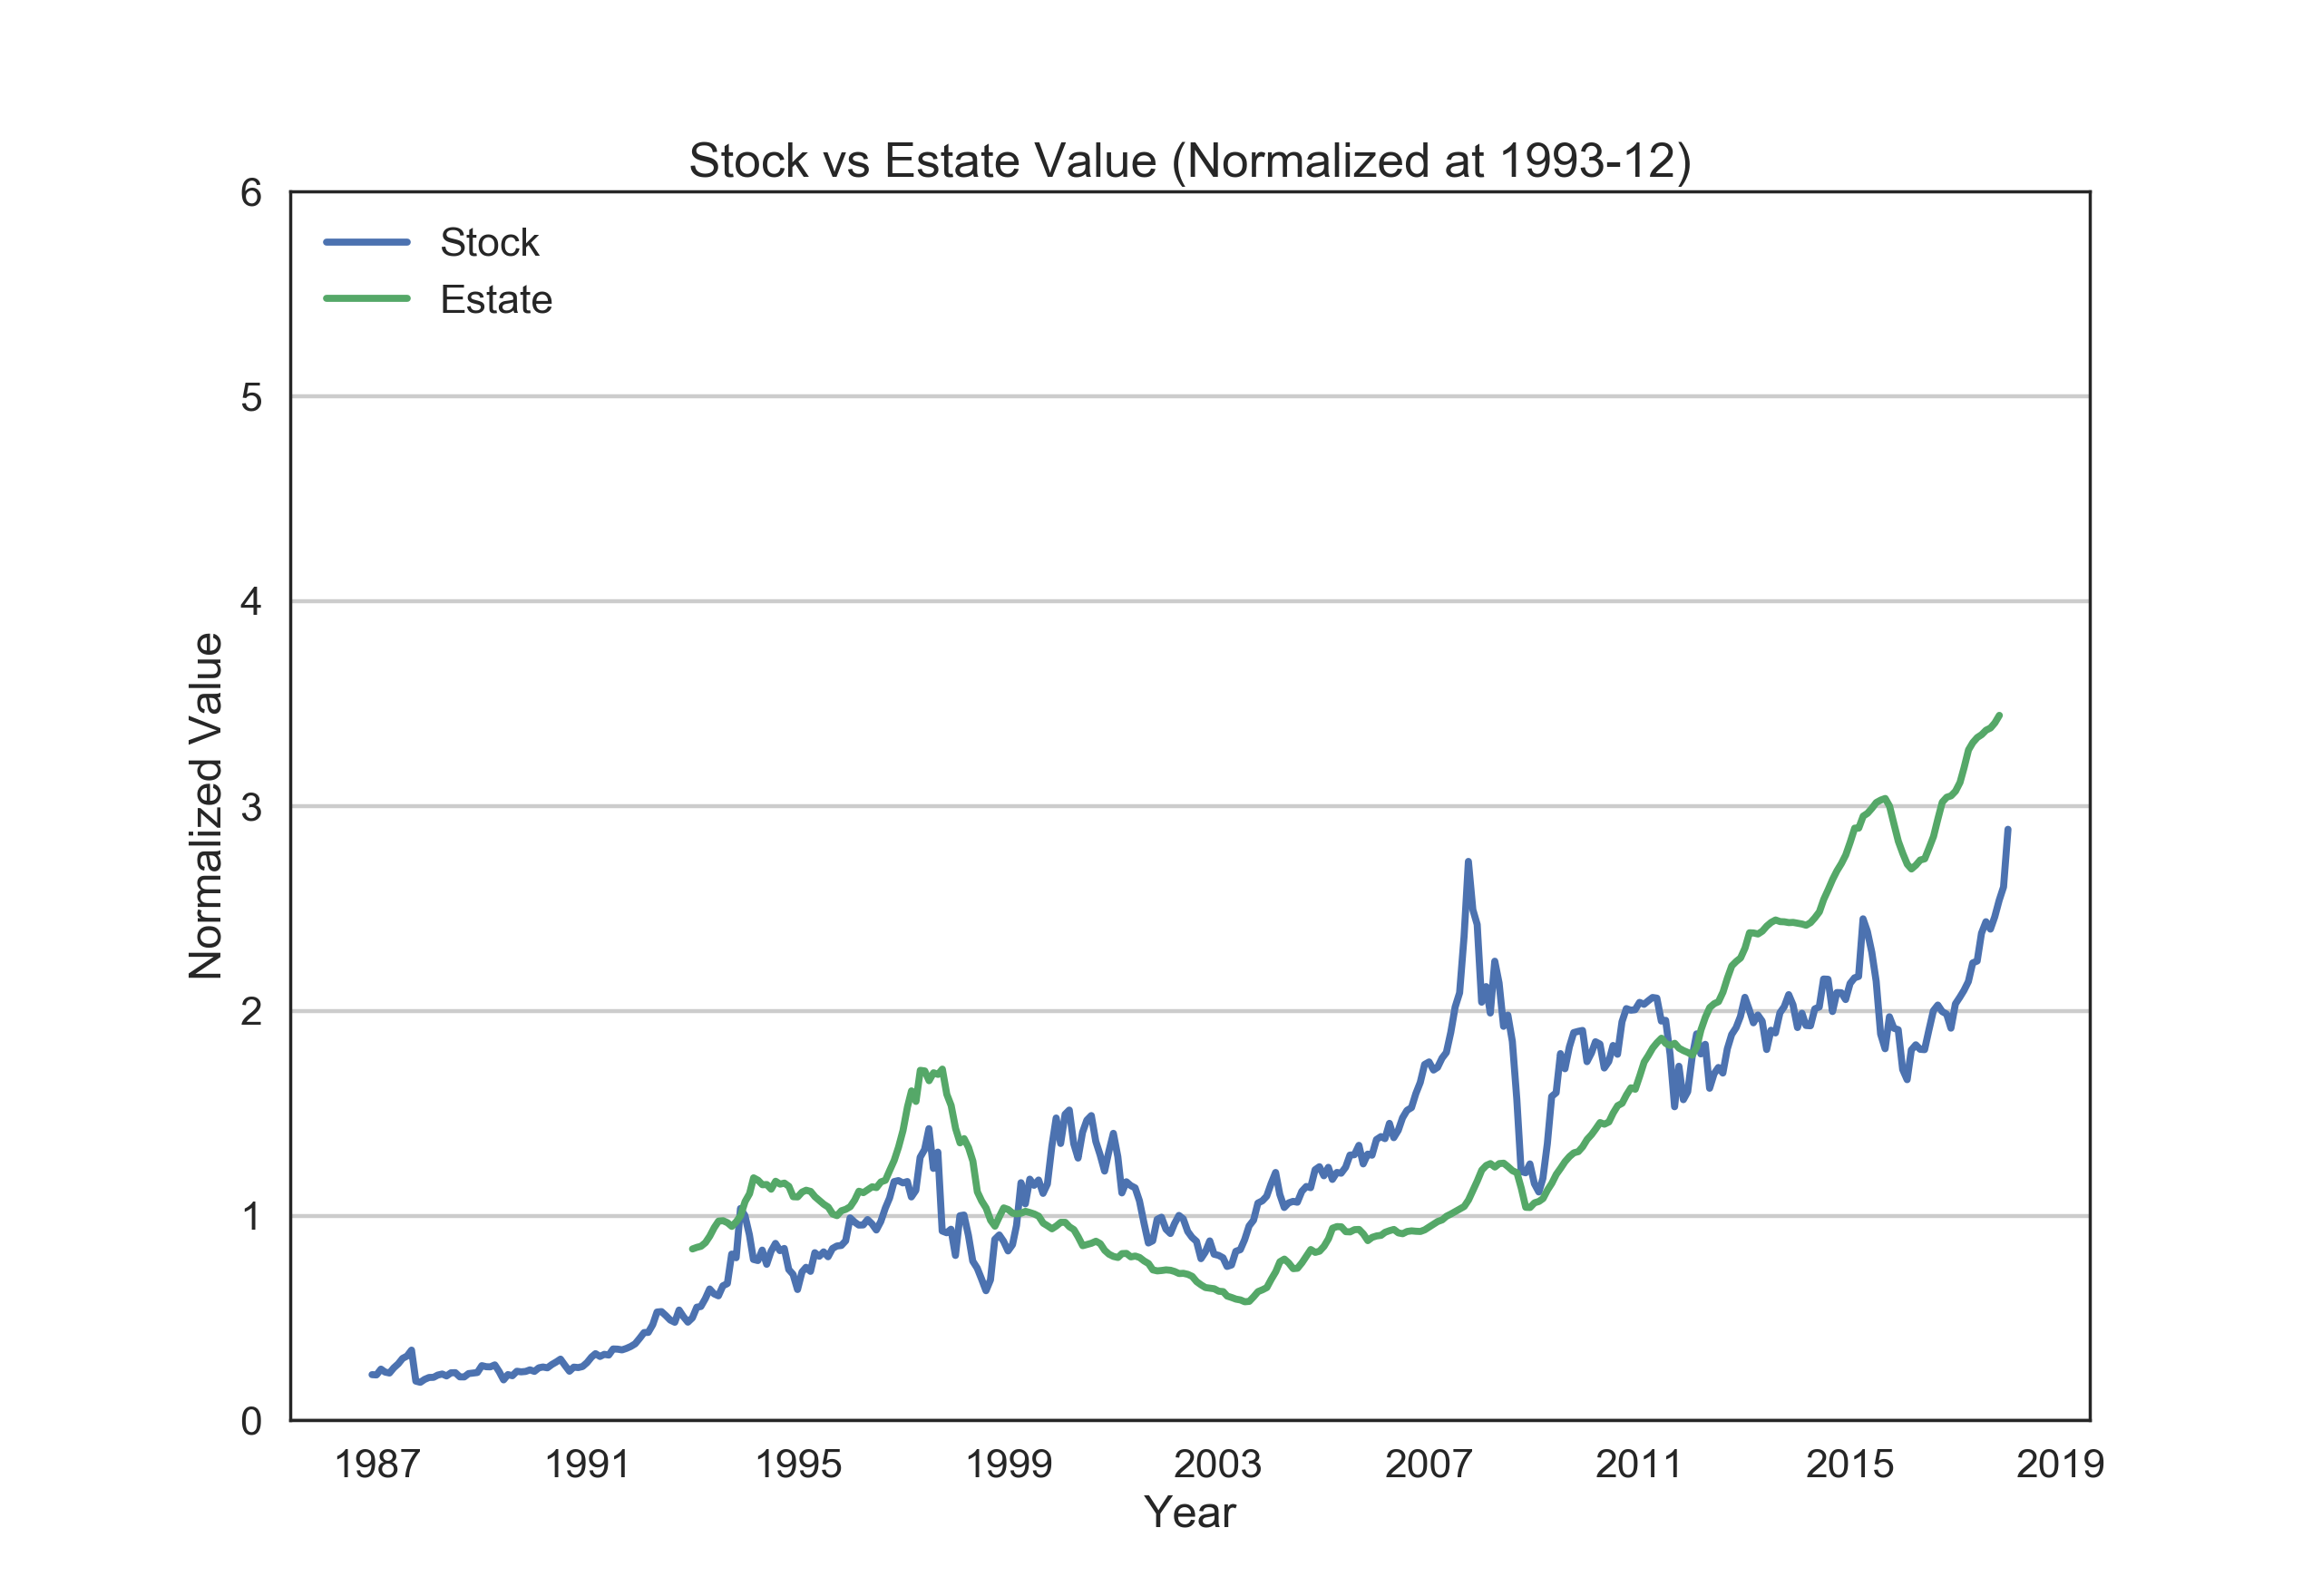 Stock vs Estate Value (Normalized at 1993-12)
6
Stock
Estate
5
4
3
2
1
0
Normalized Value
1987 1991 1995 1999 2003 2007 2011 2015 2019
Year